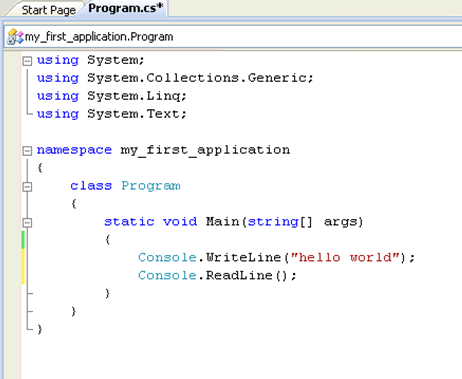 Start Page Program.cs*
my_first_application.Program
using System;
using System.Collections.Generic;
using System.Linq;
using System.Text;
namespace my_first_application
{
    class Program
    {
        static void Main(string[] args)
        {
            Console.WriteLine("hello world");
            Console.ReadLine();
        }
    }
}